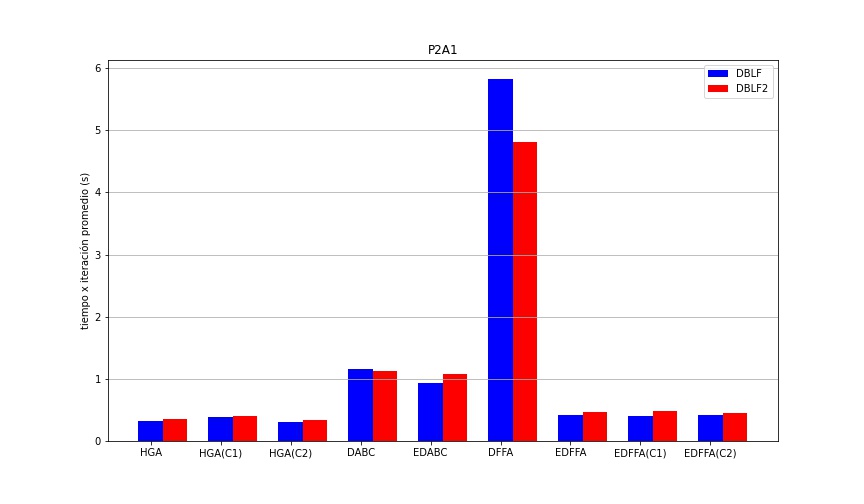 P2A1
DBLF
DBLF2
tiempo x iteración promedio (s)
6
5
4
3
2
1
0
HGA HGA(C1) HGA(C2) DABC EDABC DFFA EDFFA EDFFA(C1) EDFFA(C2)